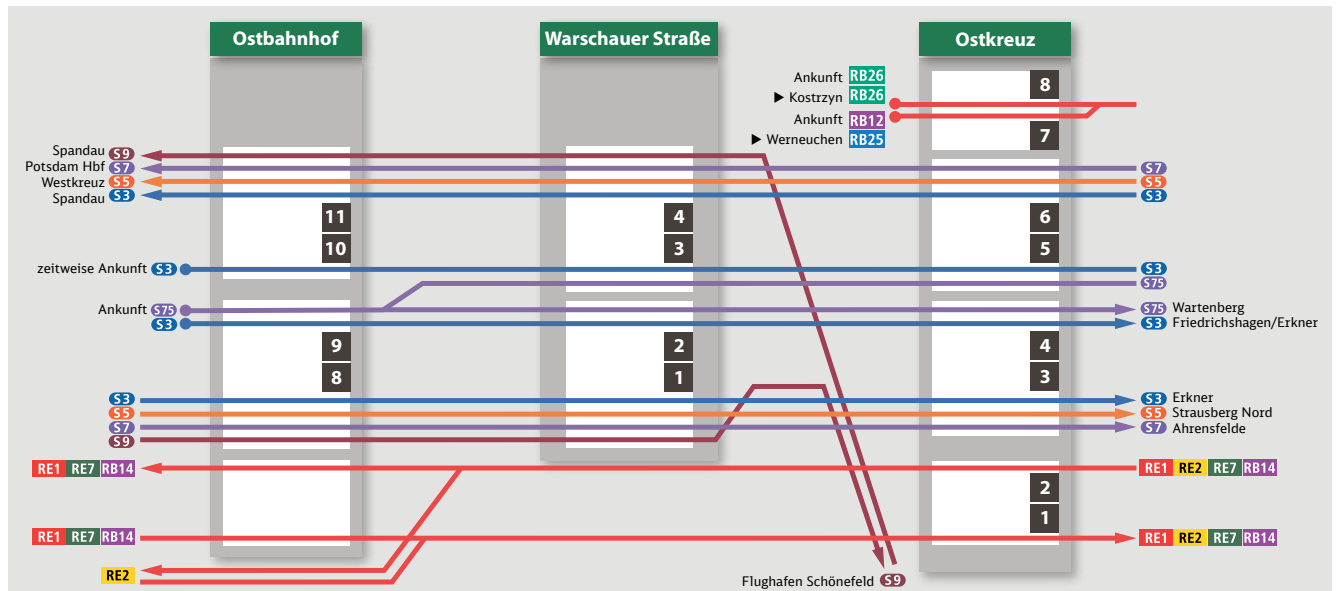 Ostbahnhof
Warschauer Straße
Ostkreuz
Ankunft RB26
▶ Kostrzyn RB26
Ankunft RB12
▶ Werneuchen RB25
8
7
Spandau S9
Potsdam Hbf S7
Westkreuz S5
Spandau S3
S7
S5
S3
11
10
4
3
6
5
zeitweise Ankunft S3
S3
S75
Ankunft S75
S3
S75 Wartenberg
S3 Friedrichshagen/Erkner
9
8
2
1
4
3
S3
S5
S7
S9
S3 Erkner
S5 Strausberg Nord
S7 Ahrensfelde
RE1 RE7 RB14
RE1 RE2 RE7 RB14
2
1
RE1 RE7 RB14
RE1 RE2 RE7 RB14
RE2
Flughafen Schönefeld S9